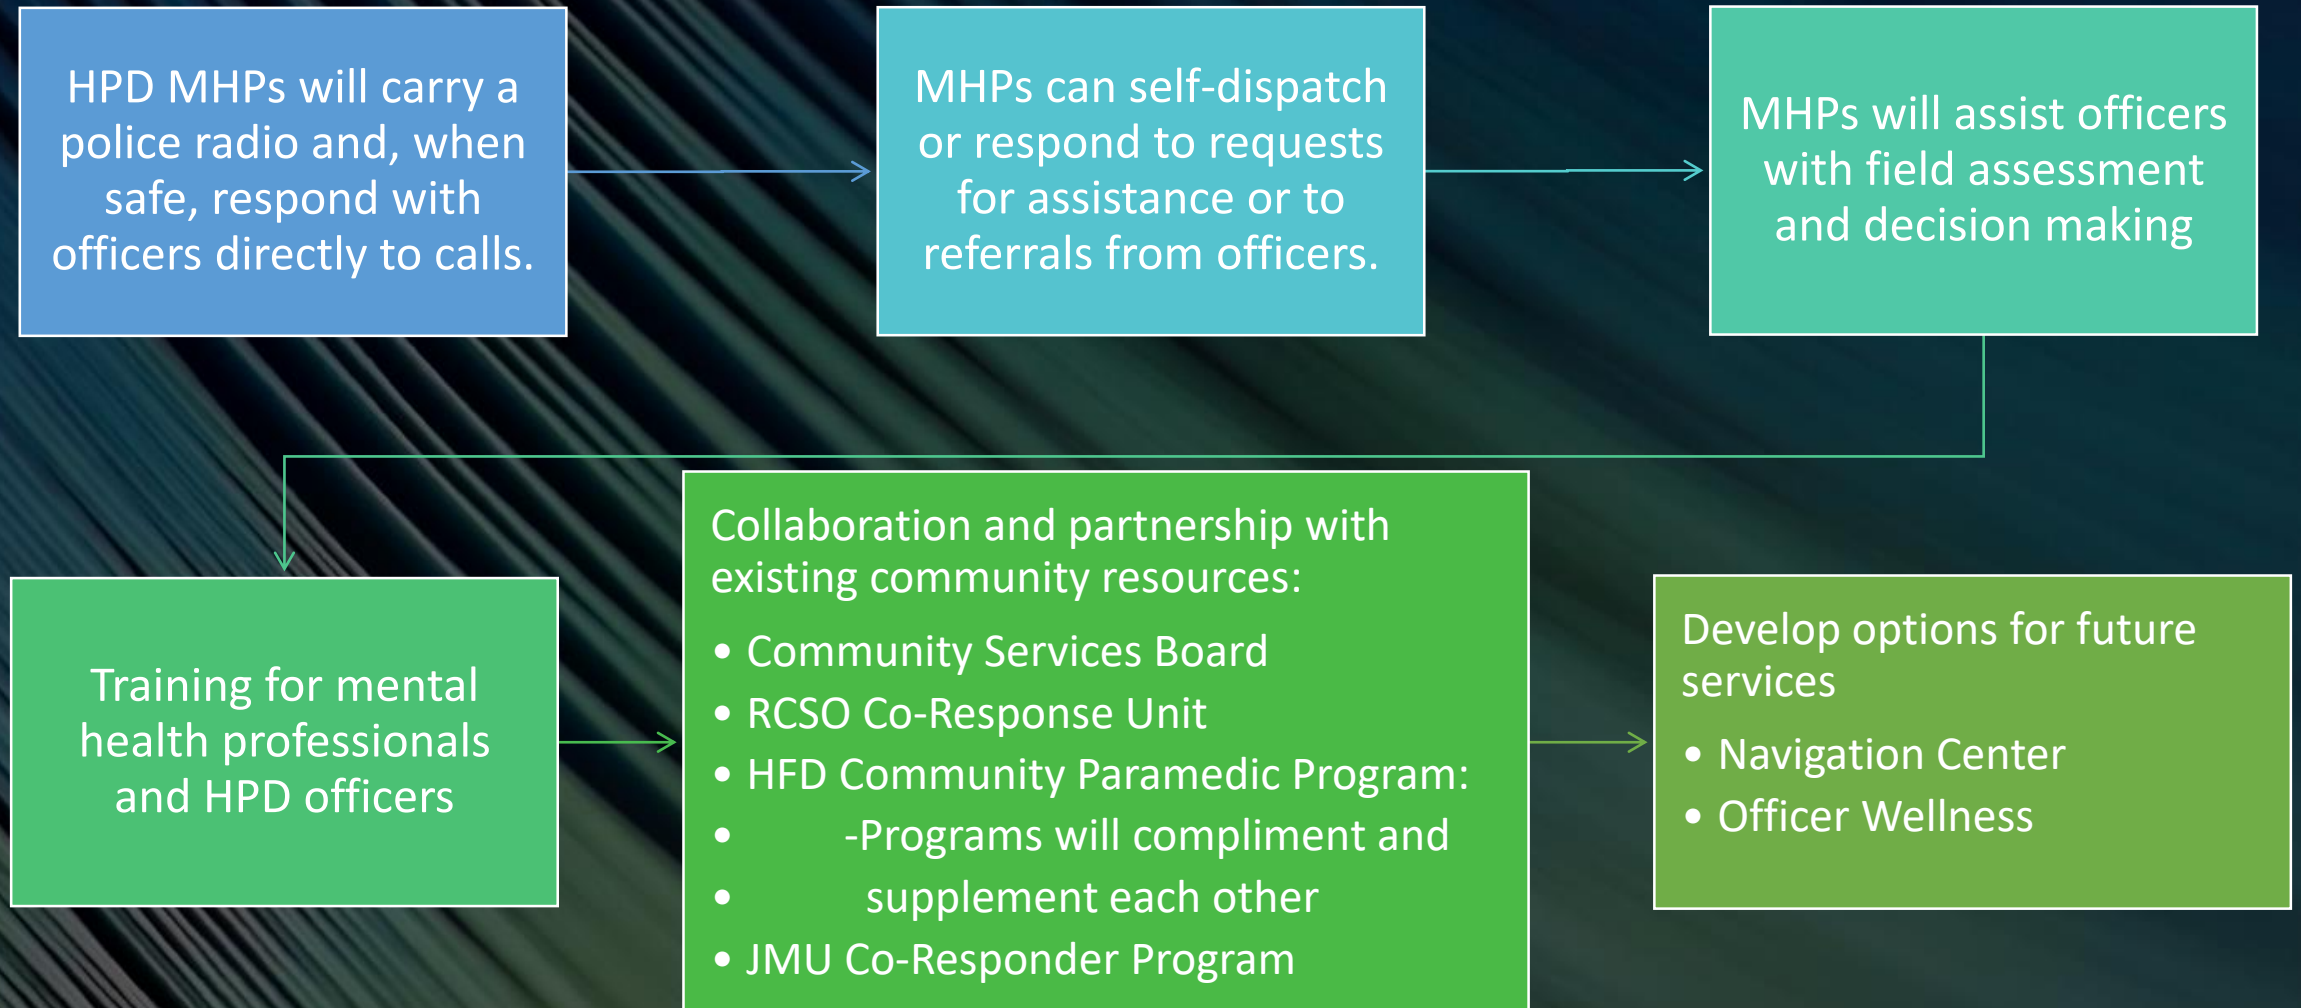 HPD MHPs will carry a
police radio and, when
safe, respond with
officers directly to calls.
MHPs can self-dispatch
or respond to requests
for assistance or to
referrals from officers.
MHPs will assist officers
with field assessment
and decision making
Training for mental
health professionals
and HPD officers
Collaboration and partnership with
existing community resources:
• Community Services Board
• RCSO Co-Response Unit
• HFD Community Paramedic Program:
• -Programs will compliment and
• supplement each other
• JMU Co-Responder Program
Develop options for future
services
• Navigation Center
• Officer Wellness